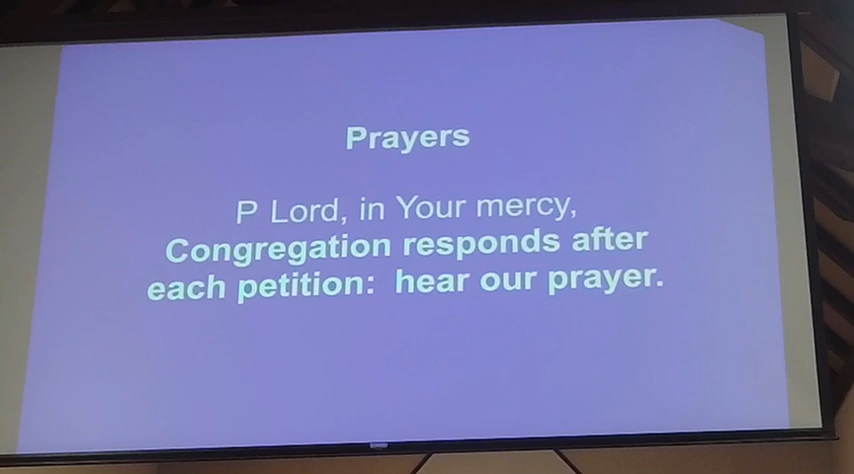 Prayers
P Lord, in Your mercy,
Congregation responds after
each petition: hear our prayer.